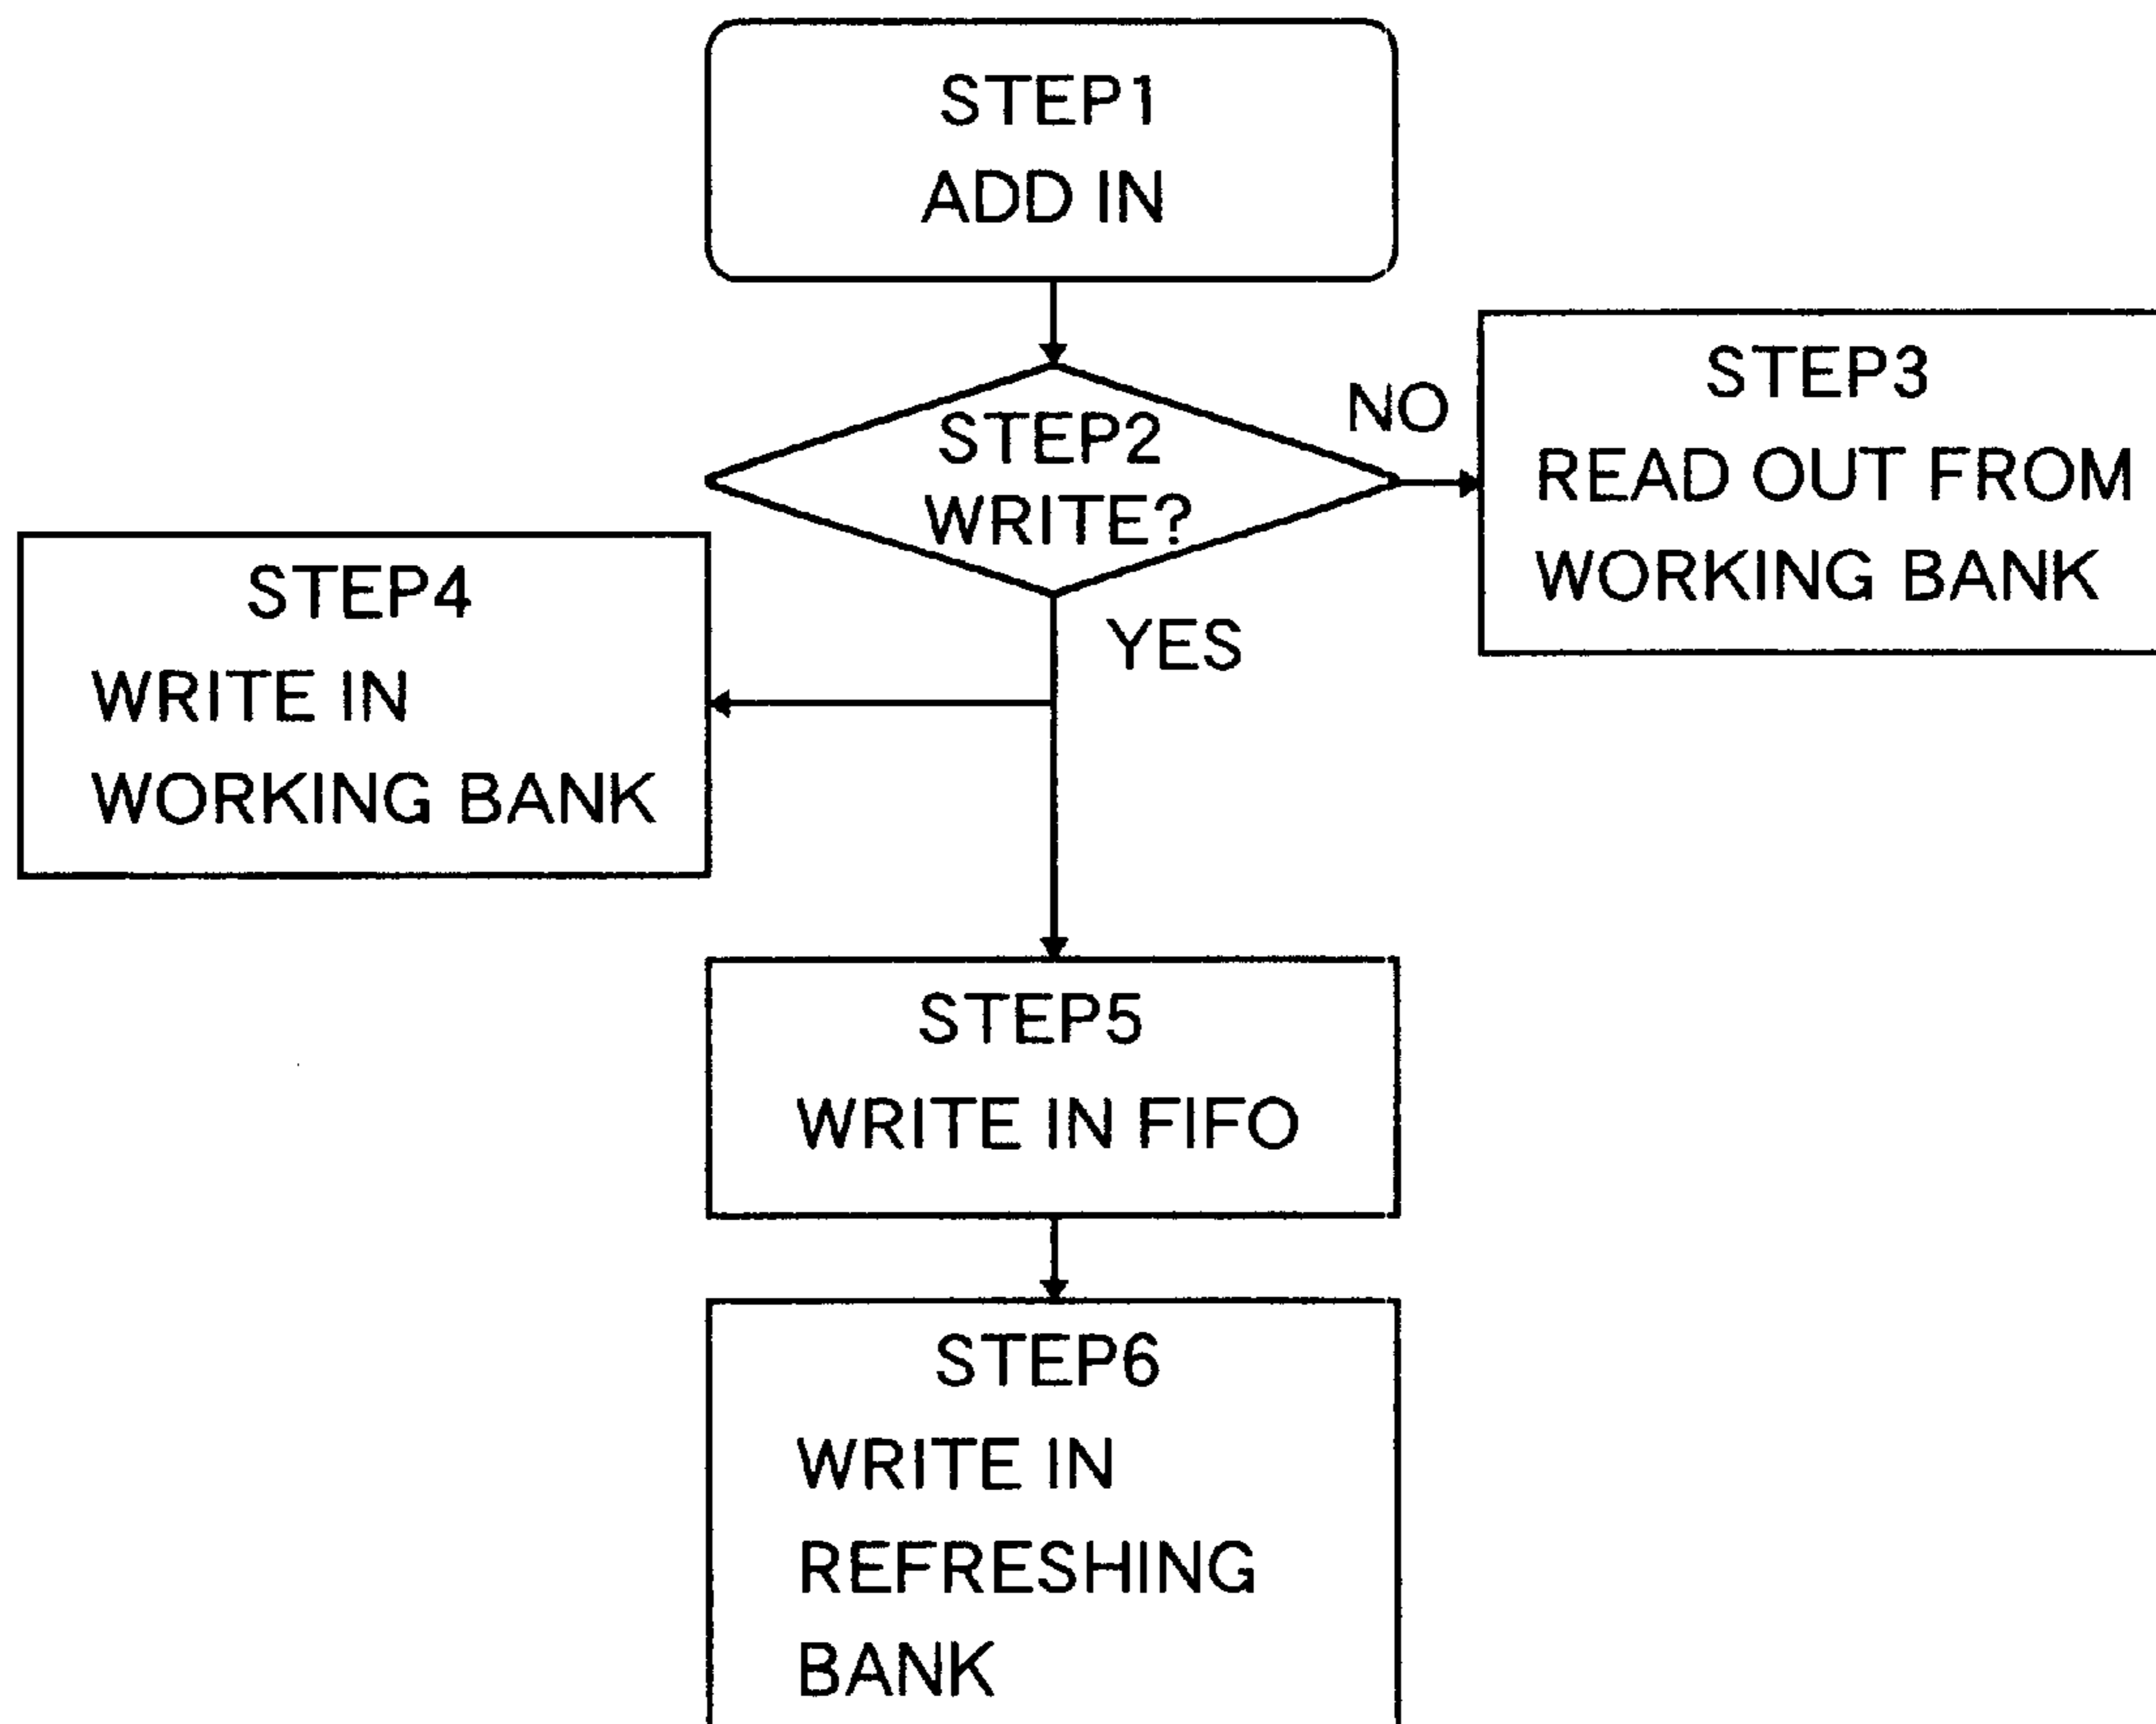 STEP1
ADD IN
STEP2
WRITE?
NO
STEP3
READ OUT FROM
WORKING BANK
YES
STEP4
WRITE IN
WORKING BANK
STEP5
WRITE IN FIFO
STEP6
WRITE IN
REFRESHING
BANK